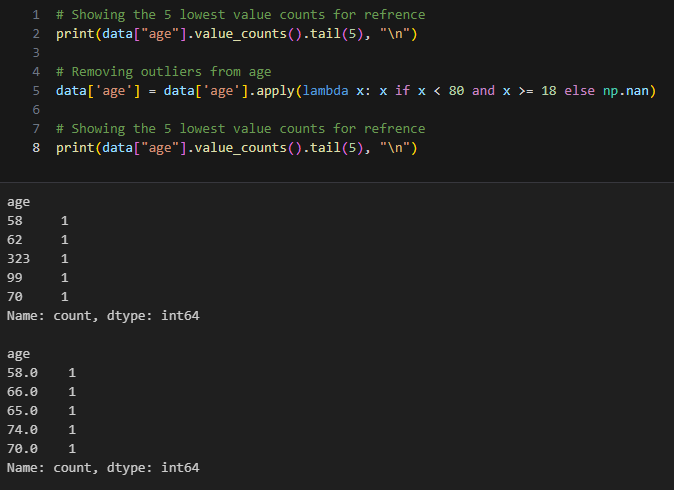 1 # Showing the 5 lowest value counts for refrence
2 print(data["age"].value_counts().tail(5), "\n")
3
4 # Removing outliers from age
5 data['age'] = data['age'].apply(lambda x: x if x < 80 and x >= 18 else np.nan)
6
7 # Showing the 5 lowest value counts for refrence
8 print(data["age"].value_counts().tail(5), "\n")
age
58 1
62 1
323 1
99 1
70 1
Name: count, dtype: int64
age
58.0 1
66.0 1
65.0 1
74.0 1
70.0 1
Name: count, dtype: int64